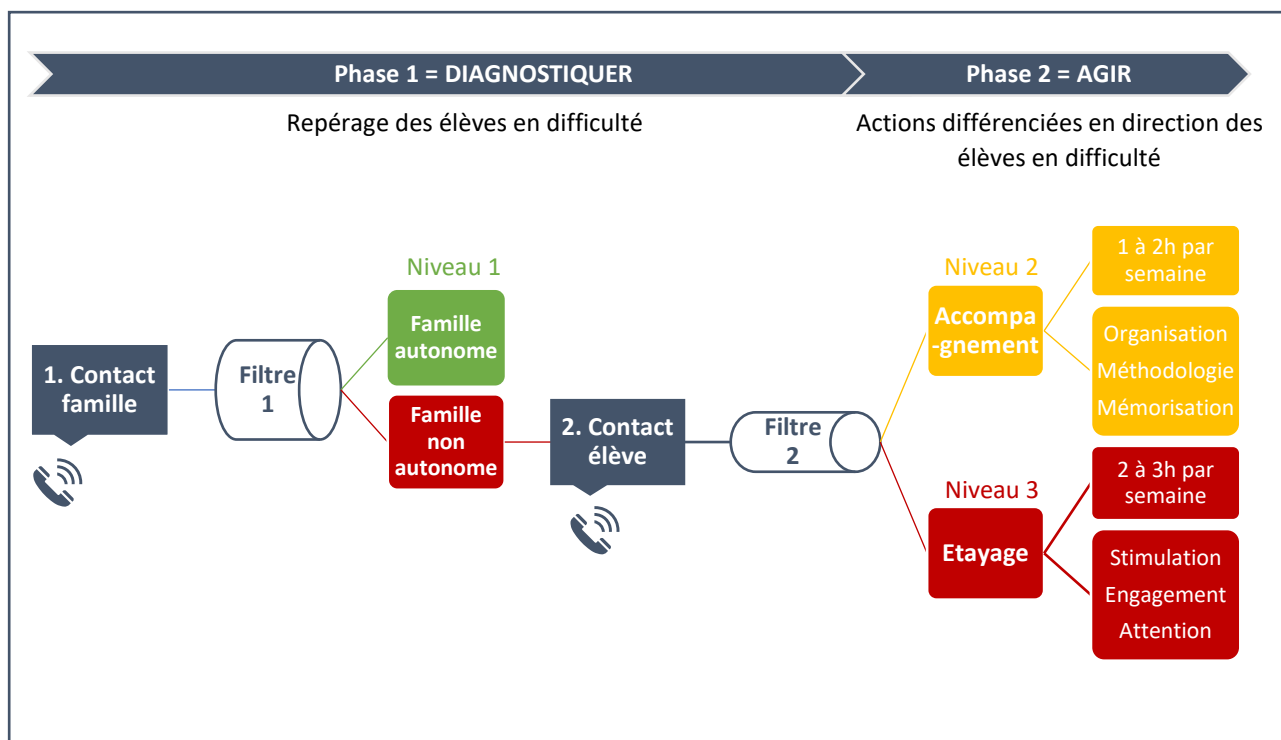 Phase 1 = DIAGNOSTIQUER
Phase 2 = AGIR
Repérage des élèves en difficulté
Actions différenciées en direction des
élèves en difficulté
1. Contact
famille
Filtre
1
Niveau 1
Famille
autonome
Famille
non
autonome
2. Contact
élève
Filtre
2
Niveau 2
Accompa
-gnement
1 à 2h par
semaine
Organisation
Méthodologie
Mémorisation
Niveau 3
Etayage
2 à 3h par
semaine
Stimulation
Engagement
Attention